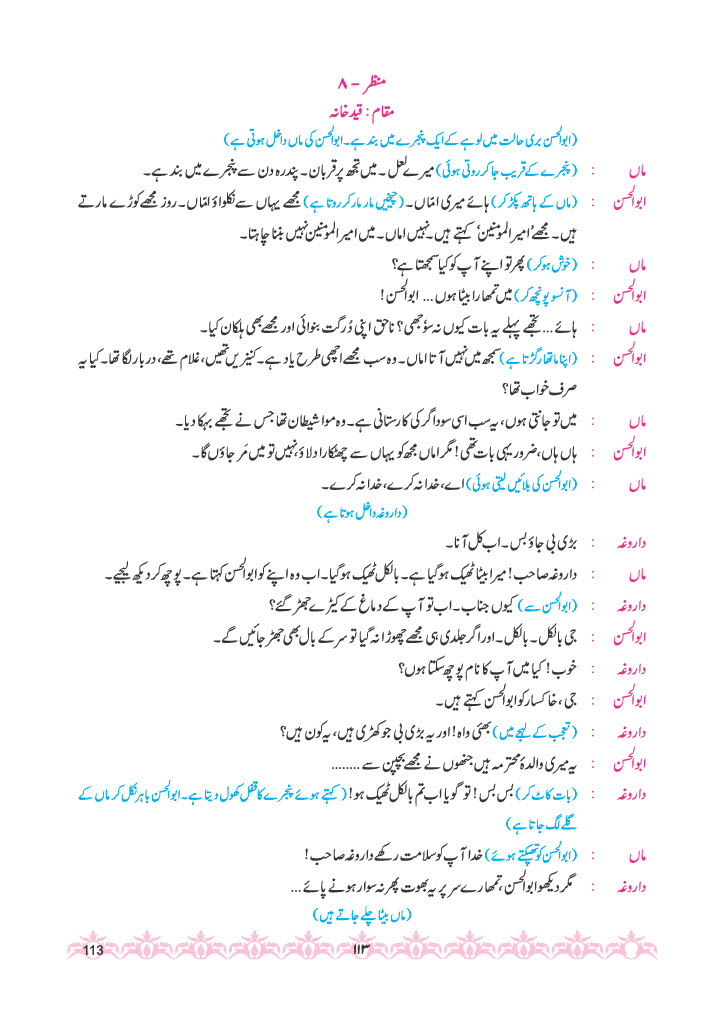 منظر - ۸
مقام : قید خانہ
(ابوالحسن بری حالت میں لوہے کے ایک پنجرے میں بند ہے۔ ابوالحسن کی ماں داخل ہوتی ہے)
ماں : (پنجرے کے قریب جا کر روتی ہوئی) میرے لعل۔ میں تجھ پر قربان۔ پندرہ دن سے پنجرے میں بند ہے۔
ابوالحسن : (ماں کے ہاتھ پکڑ کر) ہائے میری امّاں۔ (چیخیں مار مار کر روتا ہے) مجھے یہاں سے نکلواؤ امّاں۔ روز مجھے کوڑے مارتے
ہیں۔ مجھے ’امیر المؤمنین‘ کہتے ہیں۔ نہیں اماں۔ میں امیر المؤمنین نہیں بننا چاہتا۔
ماں : (خوش ہو کر) پھر تو اپنے آپ کو کیا سمجھتا ہے؟
ابوالحسن : (آنسو پونچھ کر) میں تمھارا بیٹا ہوں ... ابوالحسن!
ماں : ہائے ... تجھے پہلے یہ بات کیوں نہ سوُجھی؟ ناحق اپنی دُرگت بنوائی اور مجھے بھی ہلکان کیا۔
ابوالحسن : (اپنا ماتھا رگڑتا ہے) سمجھ میں نہیں آتا اماں۔ وہ سب مجھے اچھی طرح یاد ہے۔ کنیزیں تھیں، غلام تھے، دربار لگا تھا۔ کیا یہ
صرف خواب تھا؟
ماں : میں تو جانتی ہوں، یہ سب اسی سوداگر کی کارستانی ہے۔ وہ موا شیطان تھا جس نے تجھے بہکا دیا۔
ابوالحسن : ہاں ہاں، ضرور یہی بات تھی! مگر اماں مجھ کو یہاں سے چھٹکارا دلاؤ، نہیں تو میں مَر جاؤں گا۔
ماں : (ابوالحسن کی بلائیں لیتی ہوئی) اے، خدا نہ کرے، خدا نہ کرے۔
(داروغہ داخل ہوتا ہے)
داروغہ : بڑی بی جاؤ بس۔ اب کل آنا۔
ماں : داروغہ صاحب! میرا بیٹا ٹھیک ہو گیا ہے۔ بالکل ٹھیک ہو گیا۔ اب وہ اپنے کو ابوالحسن کہتا ہے۔ پوچھ کر دیکھ لیجیے۔
داروغہ : (ابوالحسن سے) کیوں جناب۔ اب تو آپ کے دماغ کے کیڑے جھڑ گئے؟
ابوالحسن : جی بالکل۔ بالکل۔ اور اگر جلدی ہی مجھے چھوڑا نہ گیا تو سر کے بال بھی جھڑ جائیں گے۔
داروغہ : خوب! کیا میں آپ کا نام پوچھ سکتا ہوں؟
ابوالحسن : جی، خاکسار کو ابوالحسن کہتے ہیں۔
داروغہ : (تعجب کے لہجے میں) بھئی واہ! اور یہ بڑی بی جو کھڑی ہیں، یہ کون ہیں؟
ابوالحسن : یہ میری والدۂ محترمہ ہیں جنھوں نے مجھے بچپن سے ........
داروغہ : (بات کاٹ کر) بس بس! تو گویا اب تم بالکل ٹھیک ہو! (کہتے ہوئے پنجرے کا قفل کھول دیتا ہے۔ ابوالحسن باہر نکل کر ماں کے
گلے لگ جاتا ہے)
ماں : (ابوالحسن کو تھپکتے ہوئے) خدا آپ کو سلامت رکھے داروغہ صاحب!
داروغہ : مگر دیکھو ابوالحسن، تمھارے سر پر یہ بھوت پھر نہ سوار ہونے پائے ...
(ماں بیٹا چلے جاتے ہیں)
۱۱۳
113